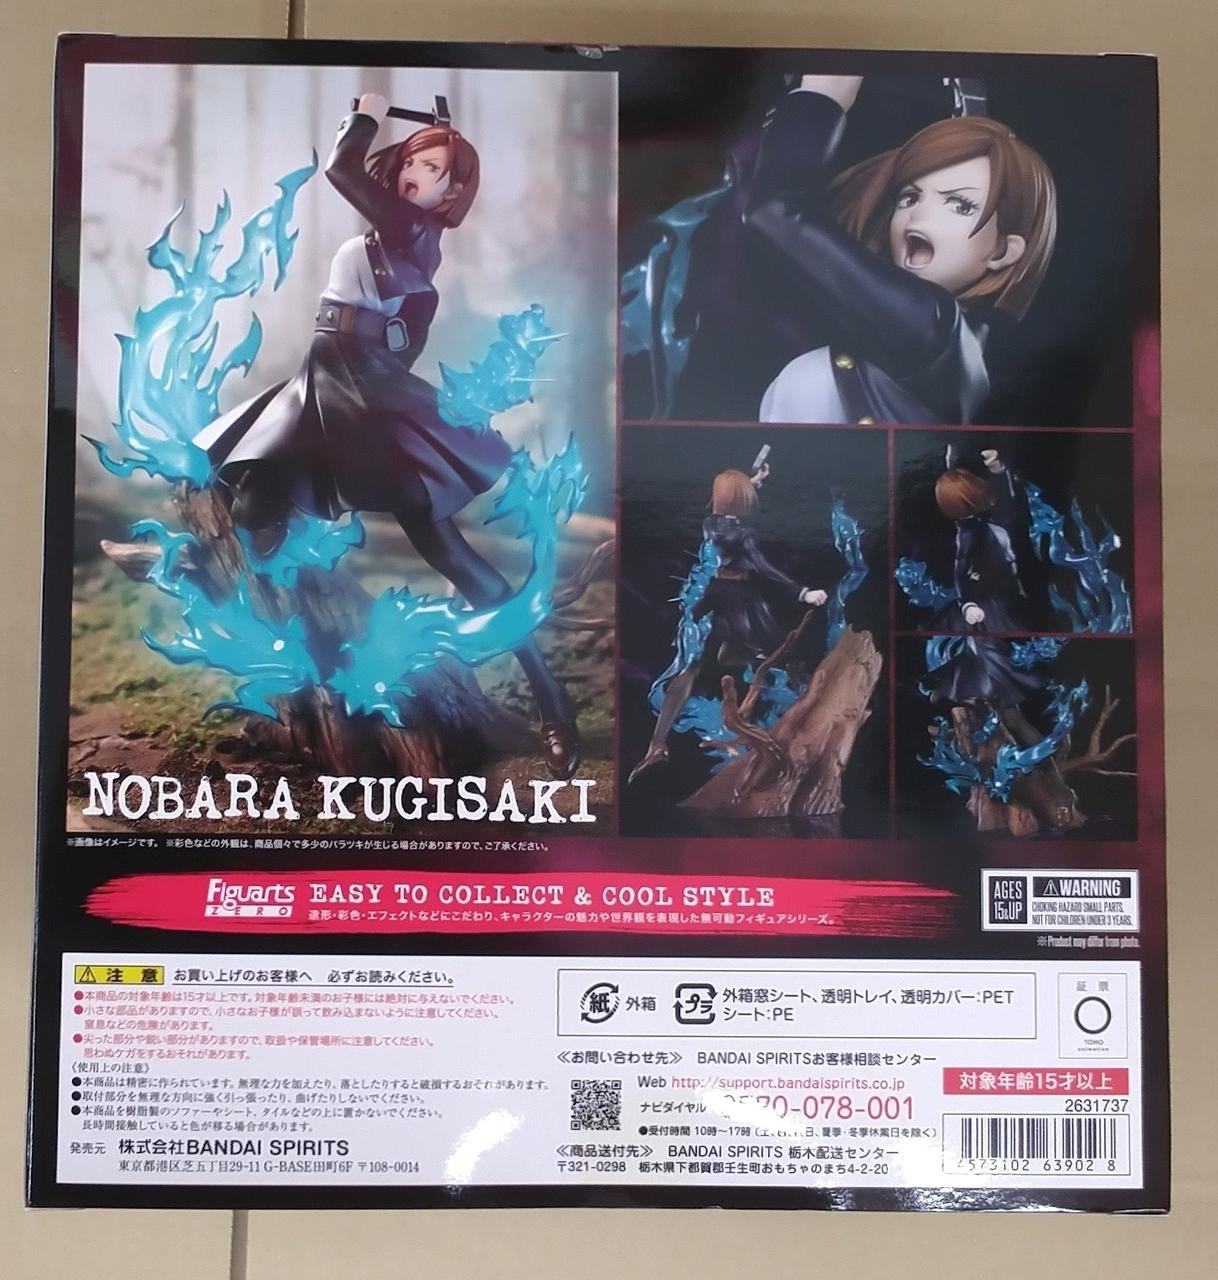 NOBARA KUGISAKI
※画像はイメージです。 ※彩色などの外観は、商品個々で多少のバラツキが生じる場合がありますので、ご了承ください。
Figuarts ZERO
EASY TO COLLECT & COOL STYLE
造形・彩色・エフェクトなどにこだわり、キャラクターの魅力や世界観を表現した無可動フィギュアシリーズ。
AGES 15&UP
⚠WARNING
CHOKING HAZARD SMALL PARTS.
NOT FOR CHILDREN UNDER 3 YEARS.
※Product may differ from photo.
⚠注意 お買い上げのお客様へ 必ずお読みください。
●本商品の対象年齢は15才以上です。対象年齢未満のお子様には絶対に与えないでください。
●小さな部品がありますので、小さなお子様が誤って飲み込まないように注意してください。
窒息などの危険があります。
●尖った部分や鋭い部分がありますので、取扱や保管場所に注意してください。
思わぬケガをするおそれがあります。
《使用上の注意》
●本商品は精密に作られています。無理な力を加えたり、落としたりすると破損するおそれがあります。
●取付部分を無理な方向に強く引っ張ったり、曲げたりしないでください。
●本商品を樹脂製のソファーやシート、タイルなどの上に置かないでください。
長時間接触していると色が移る場合があります。
発売元 株式会社BANDAI SPIRITS
東京都港区芝五丁目29-11 G-BASE田町6F 〒108-0014
紙 外箱
プラ 外箱窓シート、透明トレイ、透明カバー:PET
シート:PE
証票
TOHO animation
≪お問い合わせ先≫ BANDAI SPIRITSお客様相談センター
Web http://support.bandaispirits.co.jp
ナビダイヤル 0570-078-001
●受付時間 10時~17時 (土、日、祝日、夏季・冬季休業日を除く)
≪商品送付先≫ BANDAI SPIRITS 栃木配送センター
〒321-0298 栃木県下都賀郡壬生町おもちゃのまち4-2-20
対象年齢15才以上
2631737
4573102 63902 8